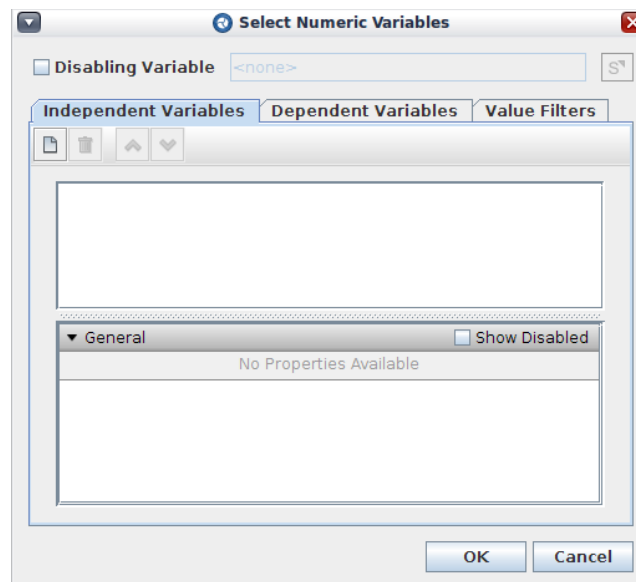 Select Numeric Variables
Disabling Variable <none> S
Independent Variables Dependent Variables Value Filters
General Show Disabled
No Properties Available
OK Cancel